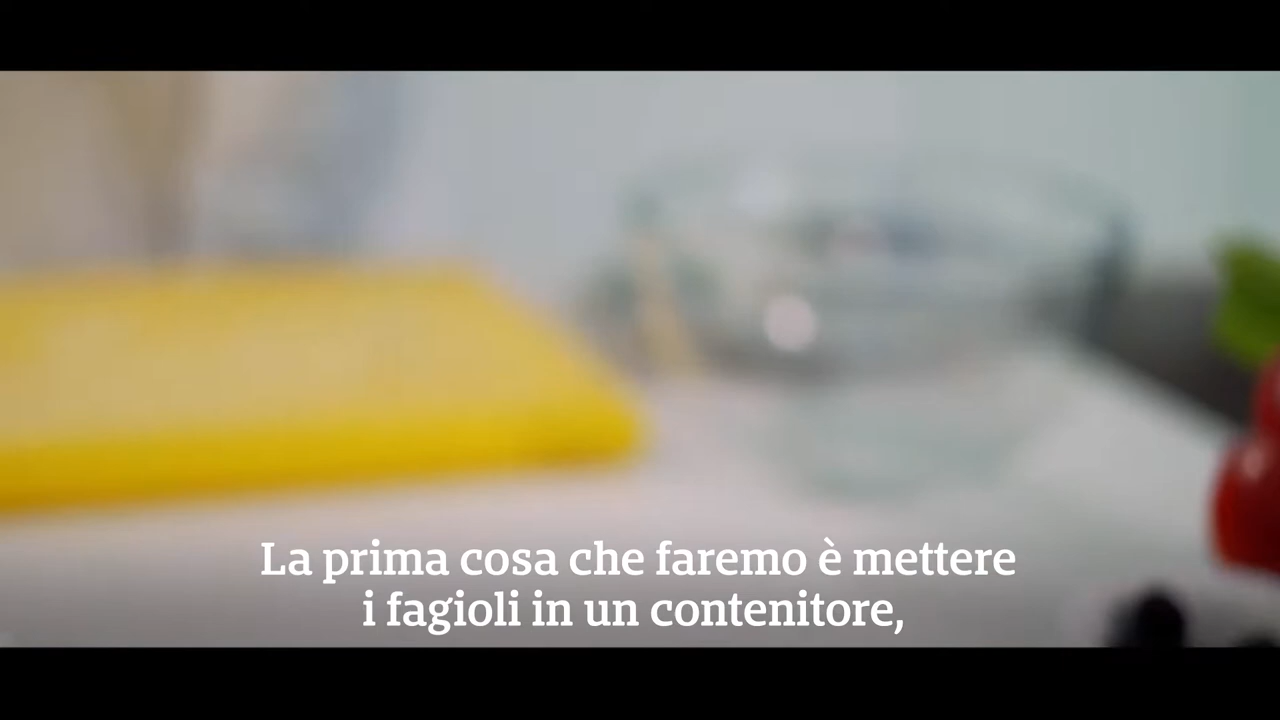 La prima cosa che faremo è mettere
i fagioli in un contenitore,